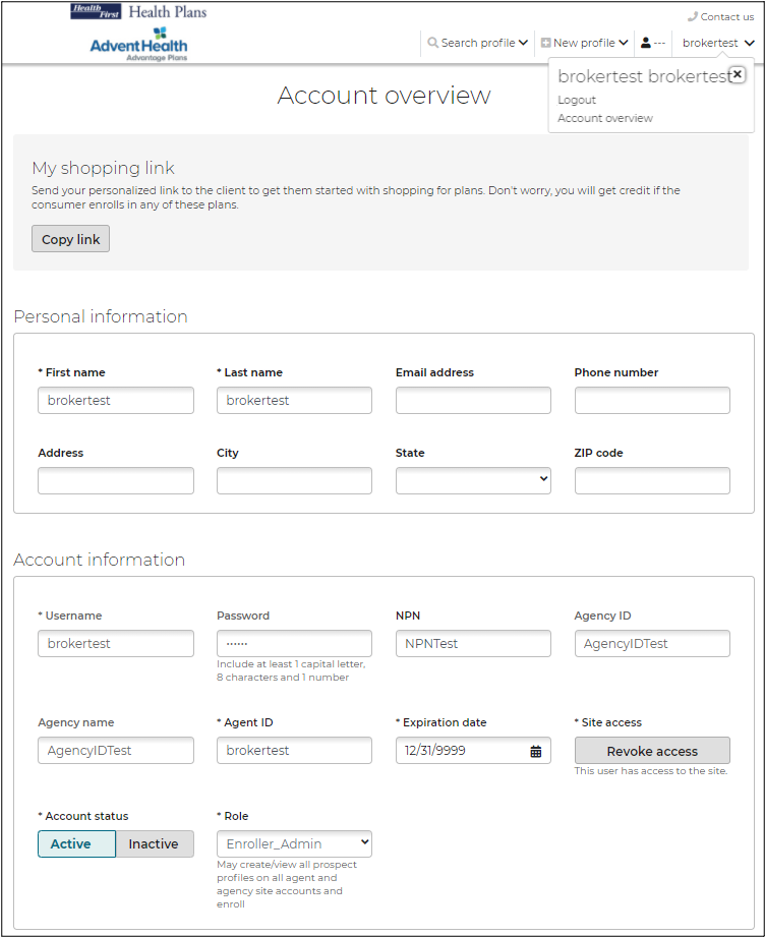 Health First Health Plans
Contact us
AdventHealth
Advantage Plans
Search profile
New profile
---
brokertest
brokertest brokertest
Logout
Account overview
Account overview
My shopping link
Send your personalized link to the client to get them started with shopping for plans. Don't worry, you will get credit if the
consumer enrolls in any of these plans.
Copy link
Personal information
* First name * Last name Email address Phone number
brokertest brokertest
Address City State ZIP code
Account information
* Username Password NPN Agency ID
brokertest ...... NPNTest AgencyIDTest
Include at least 1 capital letter,
8 characters and 1 number
Agency name * Agent ID * Expiration date * Site access
AgencyIDTest brokertest 12/31/9999 Revoke access
This user has access to the site.
* Account status * Role
Active Inactive Enroller_Admin
May create/view all prospect
profiles on all agent and
agency site accounts and
enroll